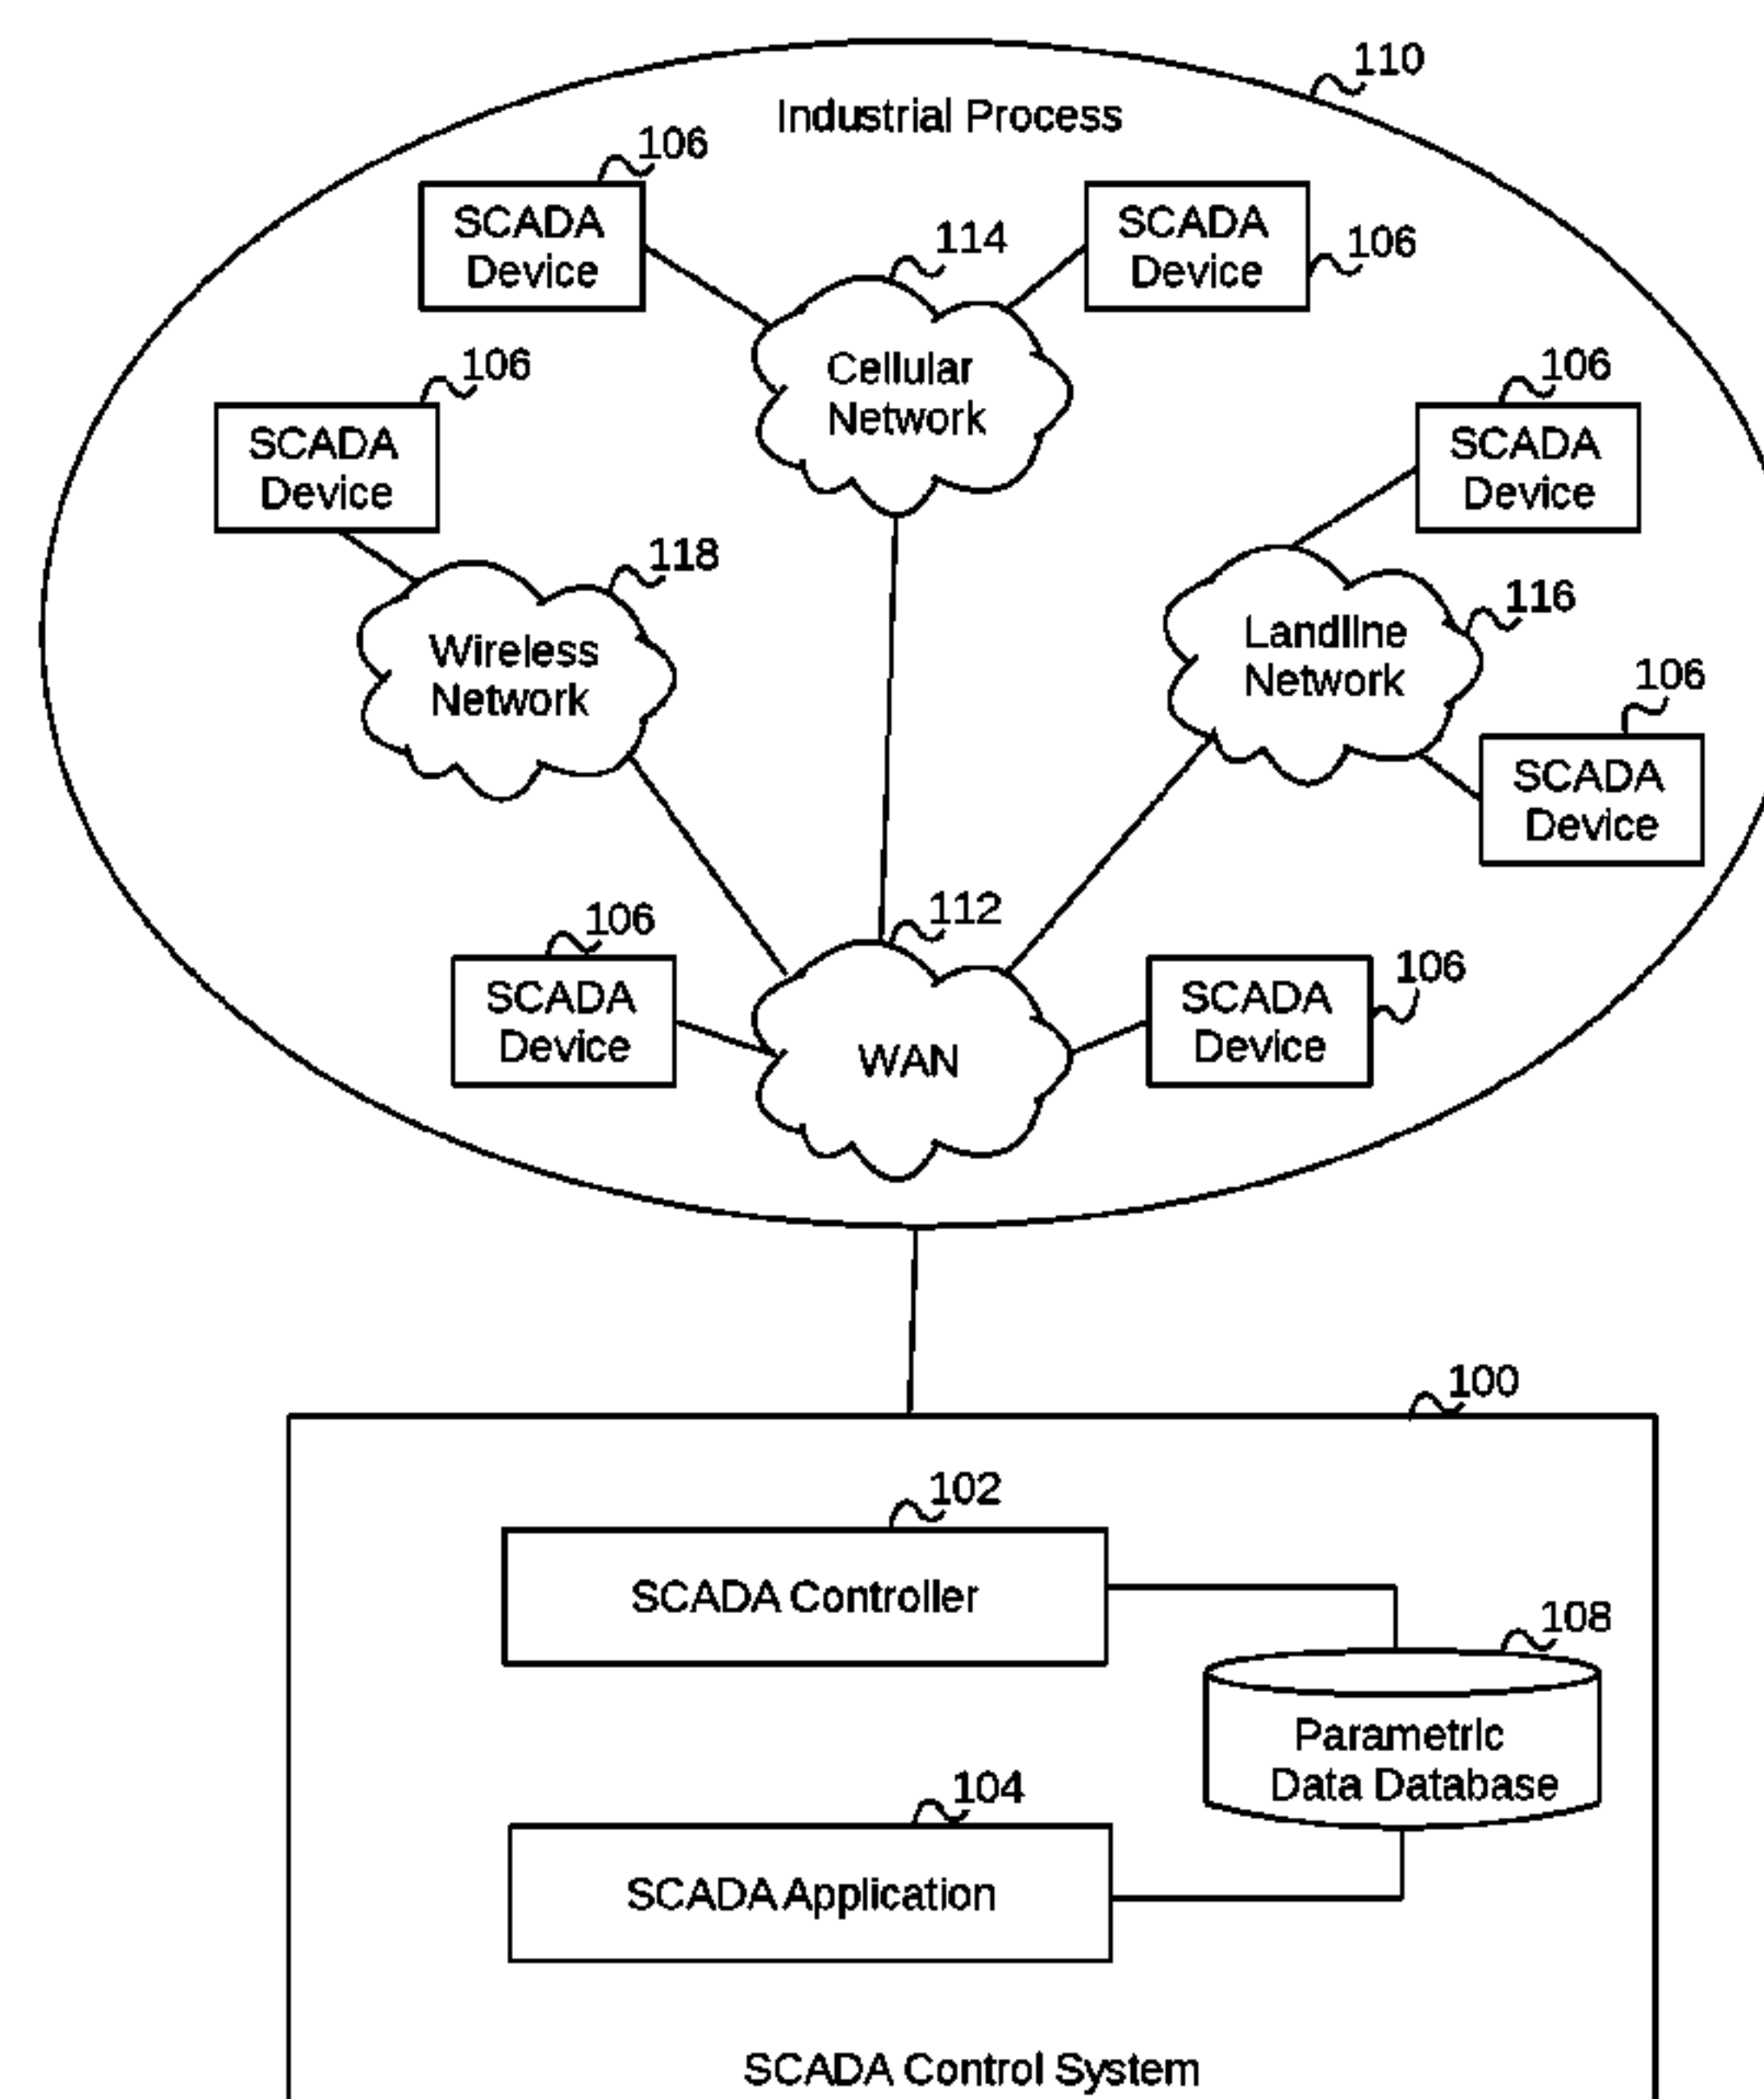 110
Industrial Process
106
SCADA
Device
114
SCADA
Device
106
Cellular
Network
106
SCADA
Device
106
SCADA
Device
118
Wireless
Network
116
Landline
Network
106
SCADA
Device
112
106
SCADA
Device
WAN
106
SCADA
Device
100
102
SCADA Controller
108
Parametric
Data Database
104
SCADA Application
SCADA Control System